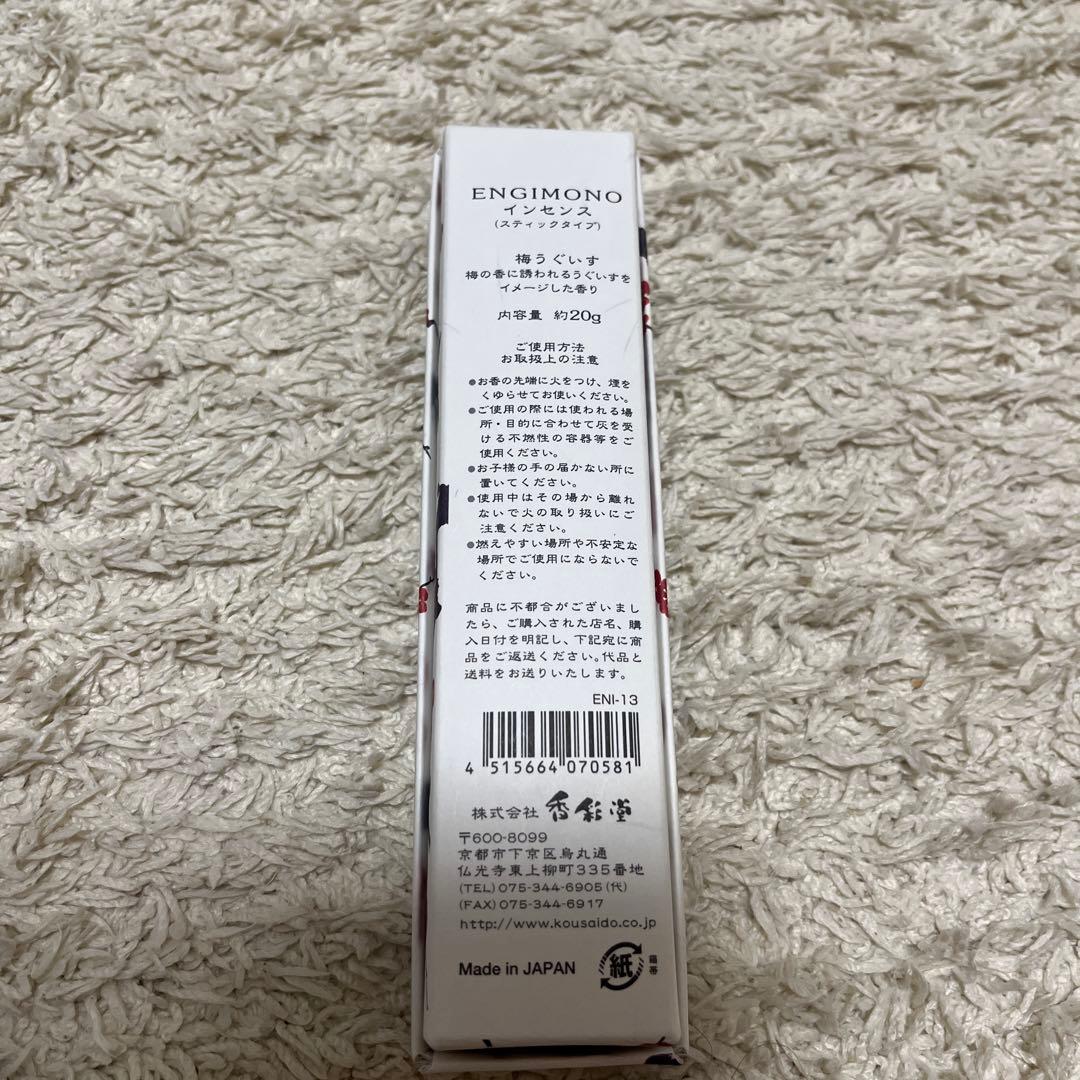 ENGIMONO
インセンス
(スティックタイプ)
梅うぐいす
梅の香に誘われるうぐいすを
イメージした香り
内容量 約20g
ご使用方法
お取扱上の注意
●お香の先端に火をつけ、煙を
くゆらせてお使いください。
●ご使用の際には使われる場
所・目的に合わせて灰を受
ける不燃性の容器等をご
使用ください。
●お子様の手の届かない所に
置いてください。
●使用中はその場から離れ
ないで火の取り扱いにご
注意ください。
●燃えやすい場所や不安定な
場所でご使用にならないで
ください。
商品に不都合がございまし
たら、ご購入された店名、購
入日付を明記し、下記宛に商
品をご返送ください。代品と
送料をお送りいたします。
ENI-13
4 515664 070581
株式会社 香彩堂
〒600-8099
京都市下京区烏丸通
仏光寺東上柳町335番地
(TEL) 075-344-6905 (代)
(FAX) 075-344-6917
http://www.kousaido.co.jp
Made in JAPAN
紙
箱
帯